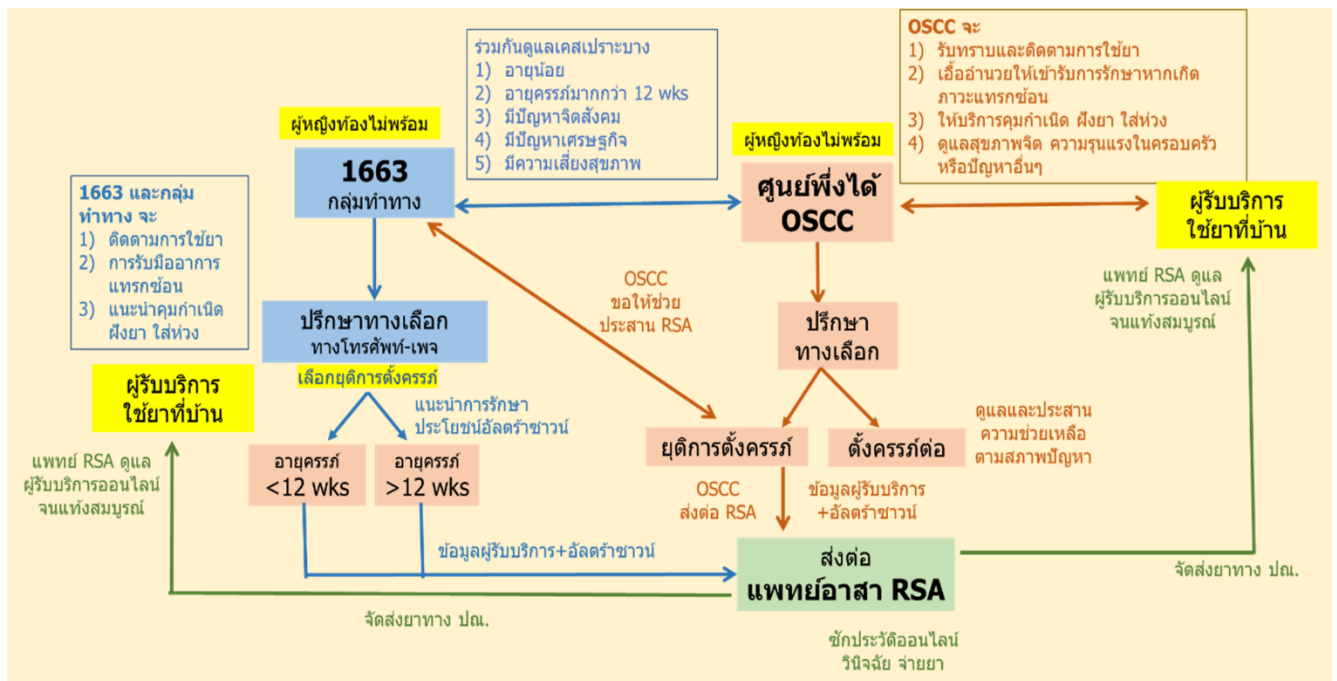 ร่วมกันดูแลเคสเปราะบาง
1) อายุน้อย
2) อายุครรภ์มากกว่า 12 wks
3) มีปัญหาจิตสังคม
4) มีปัญหาเศรษฐกิจ
5) มีความเสี่ยงสุขภาพ
OSCC จะ
1) รับทราบและติดตามการใช้ยา
2) เอื้ออำนวยให้เข้ารับการรักษาหากเกิด
ภาวะแทรกซ้อน
3) ให้บริการคุมกำเนิด ฝังยา ใส่ห่วง
4) ดูแลสุขภาพจิต ความรุนแรงในครอบครัว
หรือปัญหาอื่นๆ
ผู้หญิงท้องไม่พร้อม
1663
กลุ่มทำทาง
ผู้หญิงท้องไม่พร้อม
ศูนย์พึ่งได้
OSCC
ผู้รับบริการ
ใช้ยาที่บ้าน
1663 และกลุ่ม
ทำทาง จะ
1) ติดตามการใช้ยา
2) การรับมืออาการ
แทรกซ้อน
3) แนะนำคุมกำเนิด
ฝังยา ใส่ห่วง
OSCC
ขอให้ช่วย
ประสาน RSA
แพทย์ RSA ดูแล
ผู้รับบริการออนไลน์
จนแท้งสมบูรณ์
ปรึกษาทางเลือก
ทางโทรศัพท์-เพจ
เลือกยุติการตั้งครรภ์
ปรึกษา
ทางเลือก
ผู้รับบริการ
ใช้ยาที่บ้าน
แนะนำการรักษา
ประโยชน์อัลตร้าซาวน์
อายุครรภ์
<12 wks
อายุครรภ์
>12 wks
ยุติการตั้งครรภ์
ตั้งครรภ์ต่อ
ดูแลและประสาน
ความช่วยเหลือ
ตามสภาพปัญหา
แพทย์ RSA ดูแล
ผู้รับบริการออนไลน์
จนแท้งสมบูรณ์
OSCC
ส่งต่อ RSA
ข้อมูลผู้รับบริการ
+อัลตร้าซาวน์
ข้อมูลผู้รับบริการ+อัลตร้าซาวน์
ส่งต่อ
แพทย์อาสา RSA
จัดส่งยาทาง ปณ.
จัดส่งยาทาง ปณ.
ซักประวัติออนไลน์
วินิจฉัย จ่ายยา